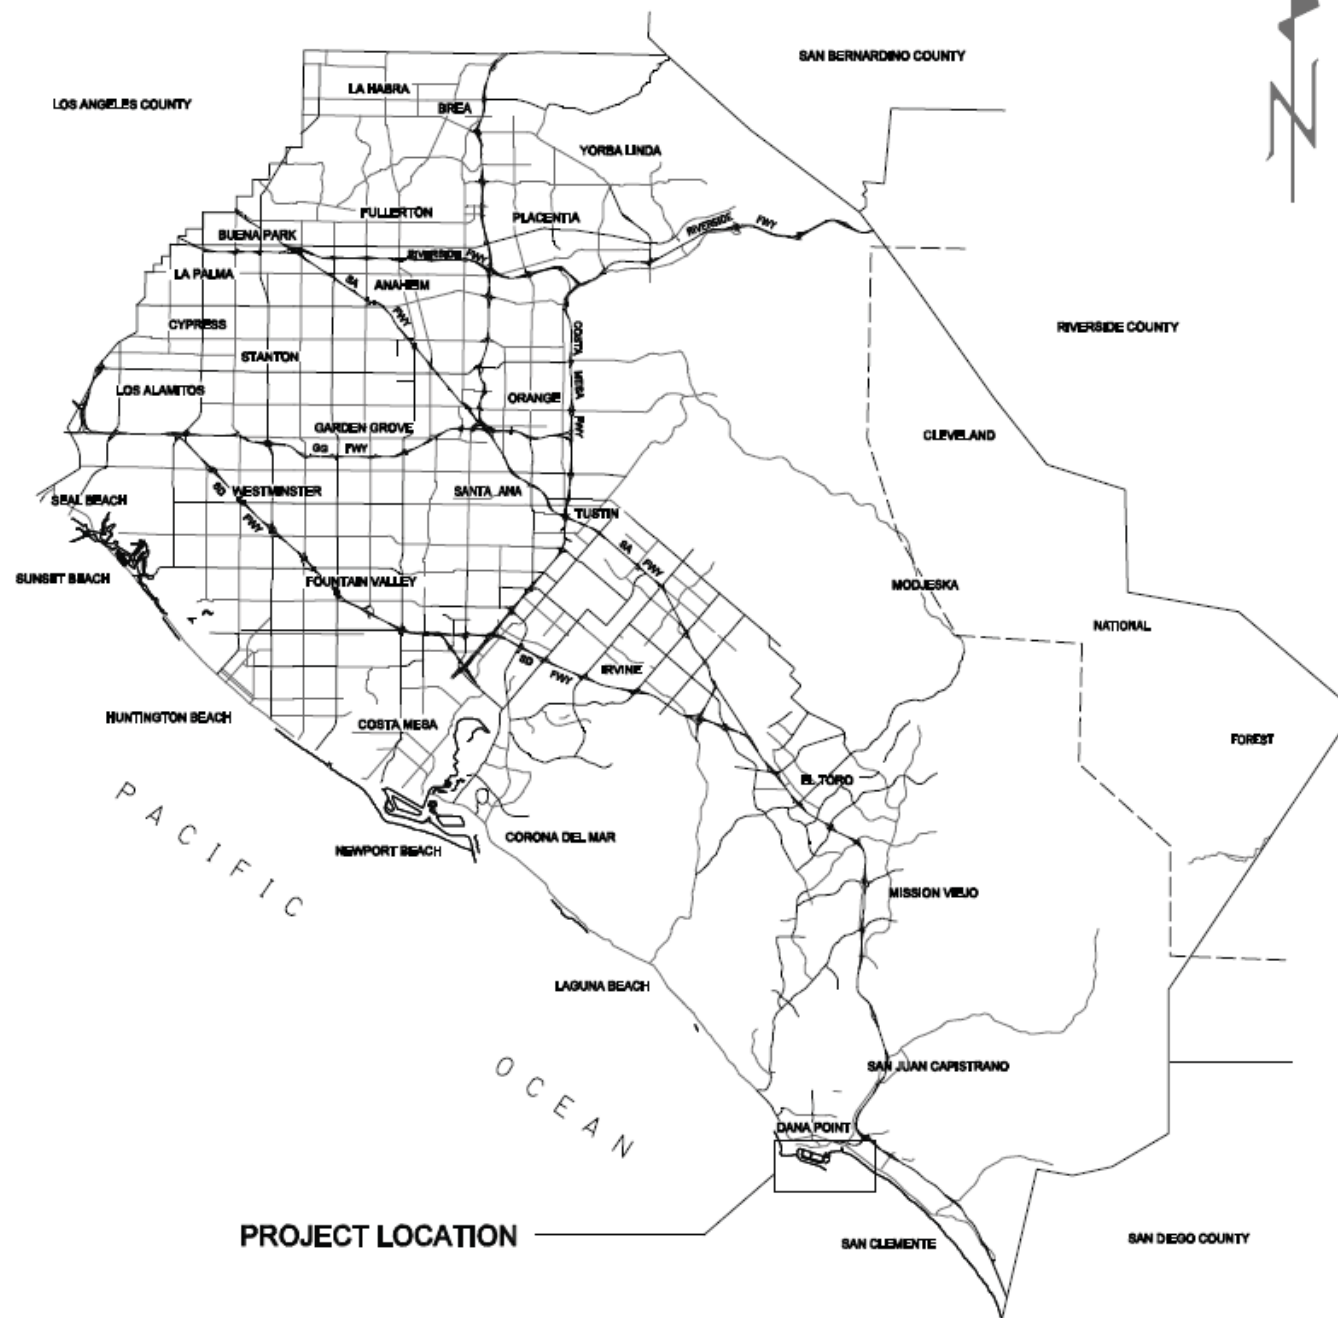 SAN BERNARDINO COUNTY
LOS ANGELES COUNTY
LA HABRA
BREA
N
YORBA LINDA
FULLERTON
PLACENTIA
RIVERSIDE FWY
BUENA PARK
RIVERSIDE FWY
LA PALMA
SA FWY
ANAHEIM
CYPRESS
COSTA MESA FWY
RIVERSIDE COUNTY
STANTON
LOS ALAMITOS
ORANGE
GARDEN GROVE
CLEVELAND
GG FWY
SD FWY
WESTMINSTER
SANTA ANA
SEAL BEACH
TUSTIN
SA FWY
SUNSET BEACH
FOUNTAIN VALLEY
MODJESKA
NATIONAL
SD FWY
IRVINE
HUNTINGTON BEACH
COSTA MESA
FOREST
EL TORO
PACIFIC
CORONA DEL MAR
NEWPORT BEACH
MISSION VIEJO
LAGUNA BEACH
SAN JUAN CAPISTRANO
OCEAN
DANA POINT
PROJECT LOCATION
SAN CLEMENTE
SAN DIEGO COUNTY